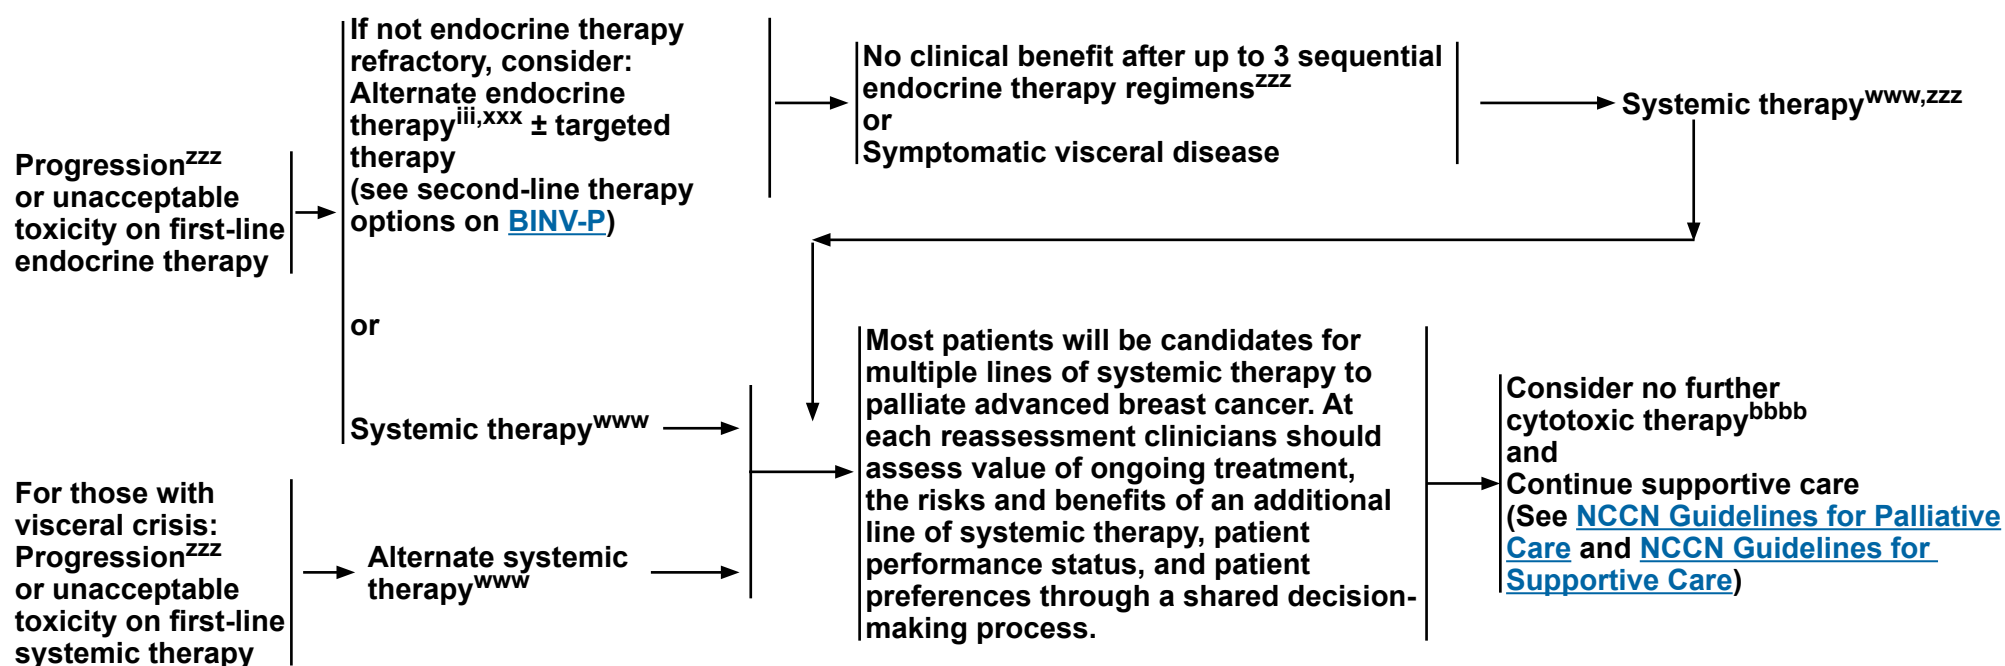 Progressionzzz
or unacceptable
toxicity on first-line
endocrine therapy
If not endocrine therapy
refractory, consider:
Alternate endocrine
therapyiii,xxx ± targeted
therapy
(see second-line therapy
options on BINV-P)
or
Systemic therapywww
No clinical benefit after up to 3 sequential
endocrine therapy regimenszzz
or
Symptomatic visceral disease
Systemic therapywww,zzz
For those with
visceral crisis:
Progressionzzz
or unacceptable
toxicity on first-line
systemic therapy
Alternate systemic
therapywww
Most patients will be candidates for
multiple lines of systemic therapy to
palliate advanced breast cancer. At
each reassessment clinicians should
assess value of ongoing treatment,
the risks and benefits of an additional
line of systemic therapy, patient
performance status, and patient
preferences through a shared decision-
making process.
Consider no further
cytotoxic therapybbbb
and
Continue supportive care
(See NCCN Guidelines for Palliative
Care and NCCN Guidelines for
Supportive Care)